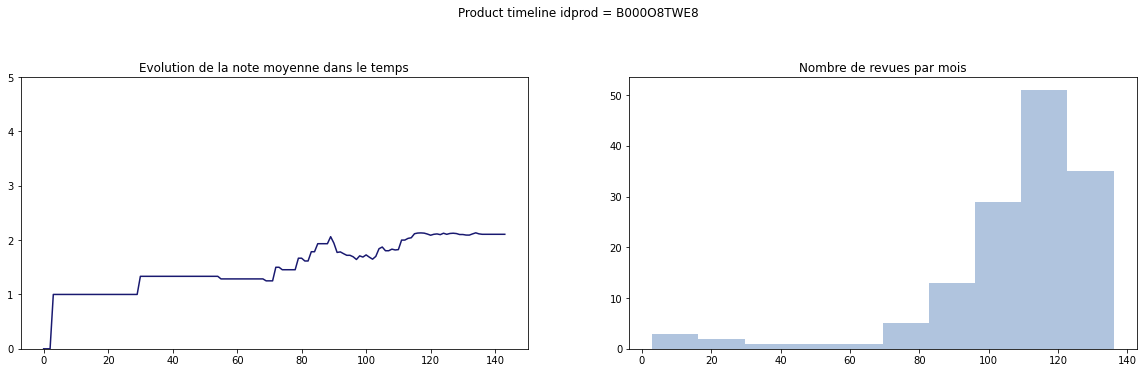 Product timeline idprod = B000O8TWE8
Evolution de la note moyenne dans le temps
5
4
3
2
1
0
0 20 40 60 80 100 120 140
Nombre de revues par mois
50
40
30
20
10
0
0 20 40 60 80 100 120 140